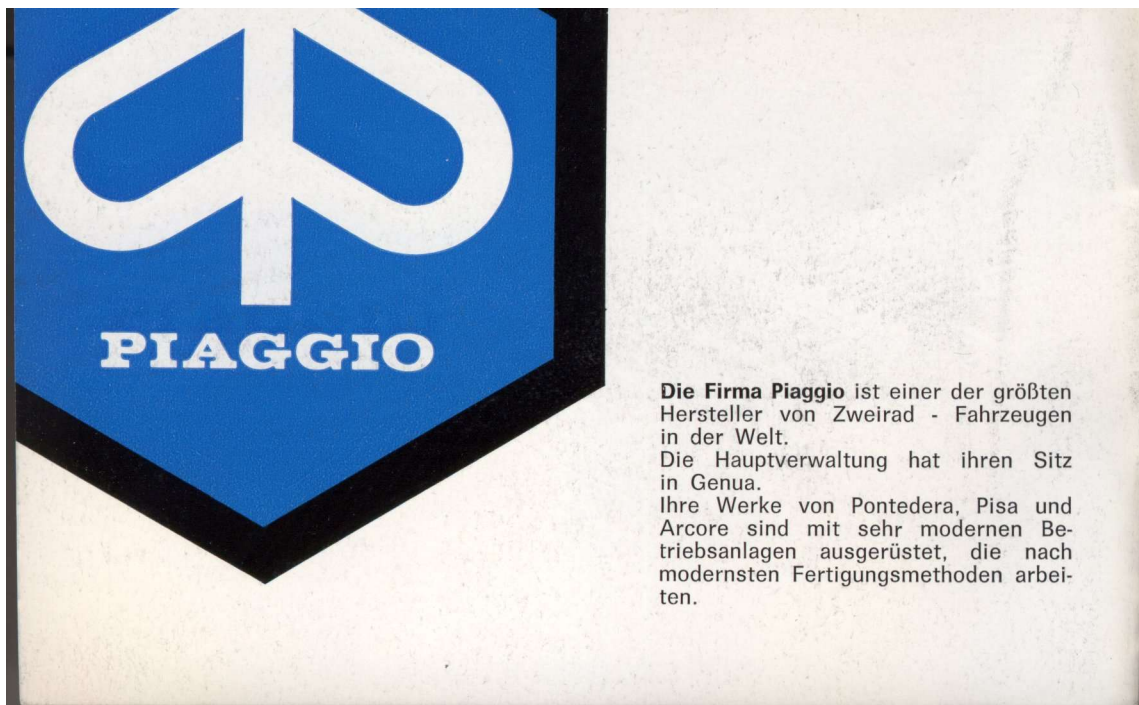 PIAGGIO
Die Firma Piaggio ist einer der größten
Hersteller von Zweirad - Fahrzeugen
in der Welt.
Die Hauptverwaltung hat ihren Sitz
in Genua.
Ihre Werke von Pontedera, Pisa und
Arcore sind mit sehr modernen Be-
triebsanlagen ausgerüstet, die nach
modernsten Fertigungsmethoden arbei-
ten.